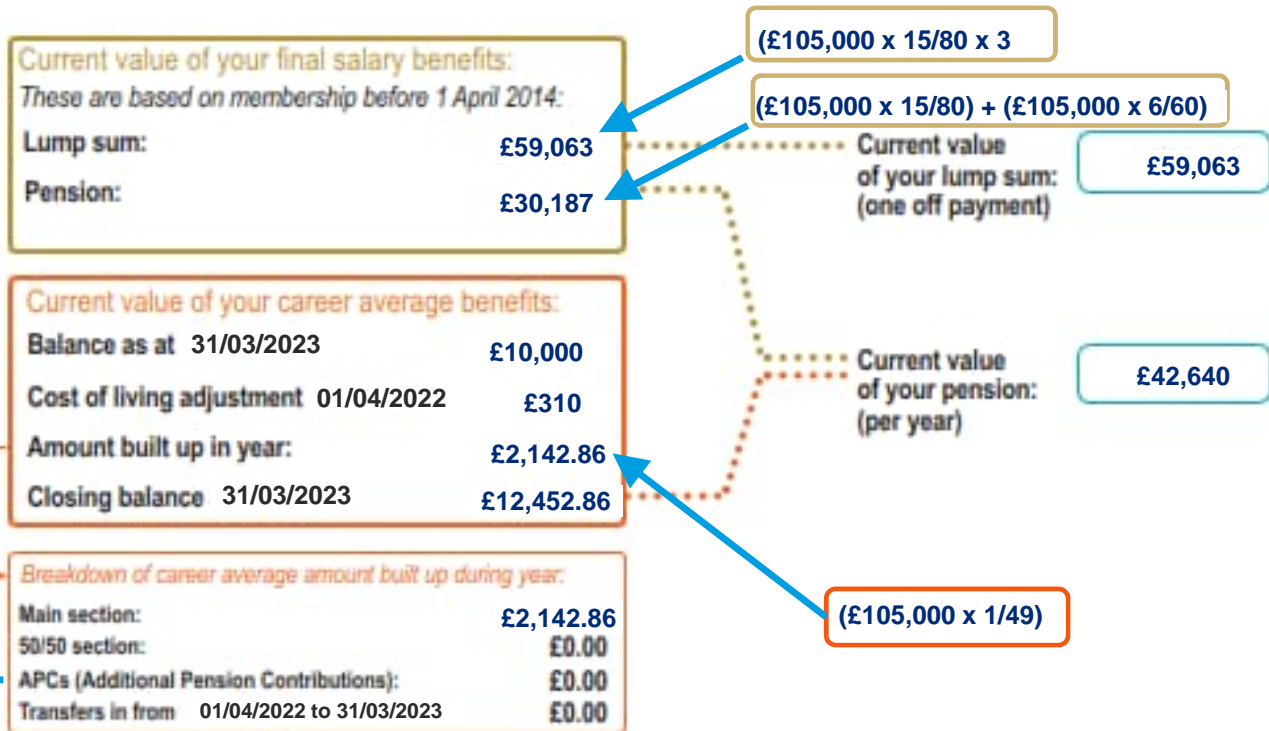 (£105,000 x 15/80 x 3
Current value of your final salary benefits:
These are based on membership before 1 April 2014:
(£105,000 x 15/80) + (£105,000 x 6/60)
Lump sum: £59,063
Pension: £30,187
Current value
of your lump sum:
(one off payment)
£59,063
Current value of your career average benefits:
Balance as at 31/03/2023 £10,000
Cost of living adjustment 01/04/2022 £310
Amount built up in year: £2,142.86
Closing balance 31/03/2023 £12,452.86
Current value
of your pension:
(per year)
£42,640
Breakdown of career average amount built up during year:
Main section: £2,142.86
50/50 section: £0.00
APCs (Additional Pension Contributions): £0.00
Transfers in from 01/04/2022 to 31/03/2023 £0.00
(£105,000 x 1/49)